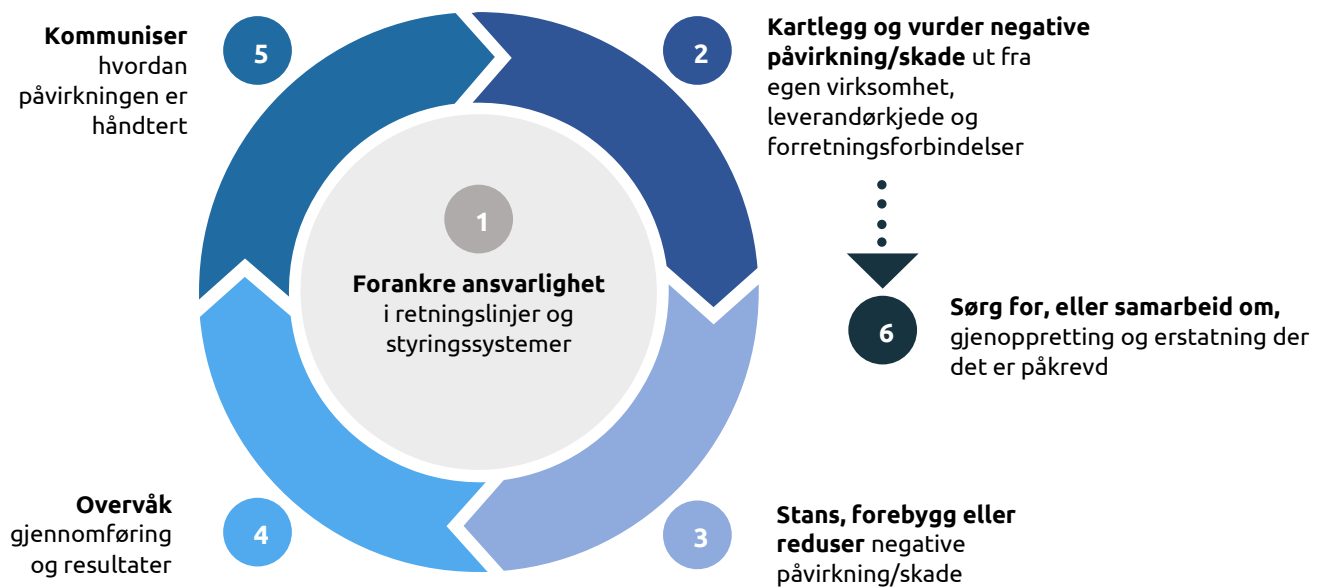 1
Forankre ansvarlighet
i retningslinjer og
styringssystemer
2
Kartlegg og vurder negative
påvirkning/skade ut fra
egen virksomhet,
leverandørkjede og
forretningsforbindelser
3
Stans, forebygg eller
reduser negative
påvirkning/skade
4
Overvåk
gjennomføring
og resultater
5
Kommuniser
hvordan
påvirkningen er
håndtert
6
Sørg for, eller samarbeid om,
gjenoppretting og erstatning der
det er påkrevd